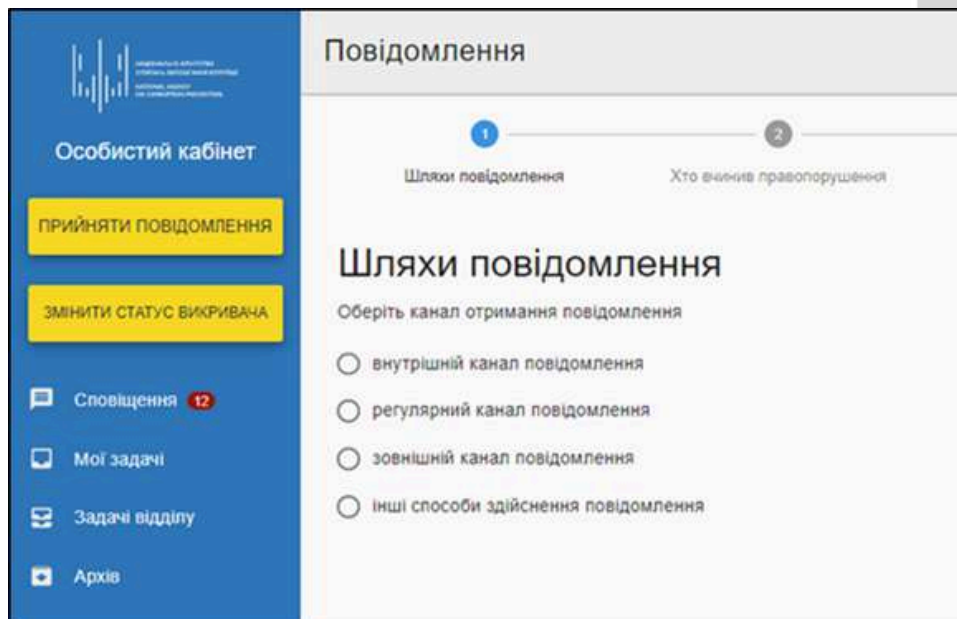 Повідомлення
Особистий кабінет
ПРИЙНЯТИ ПОВІДОМЛЕННЯ
ЗМІНИТИ СТАТУС ВИКРИВАЧА
Сповіщення 12
Мої задачі
Задачі відділу
Архів
1
2
Шляхи повідомлення
Хто вчинив правопорушення
Шляхи повідомлення
Оберіть канал отримання повідомлення
внутрішній канал повідомлення
регулярний канал повідомлення
зовнішній канал повідомлення
інші способи здійснення повідомлення